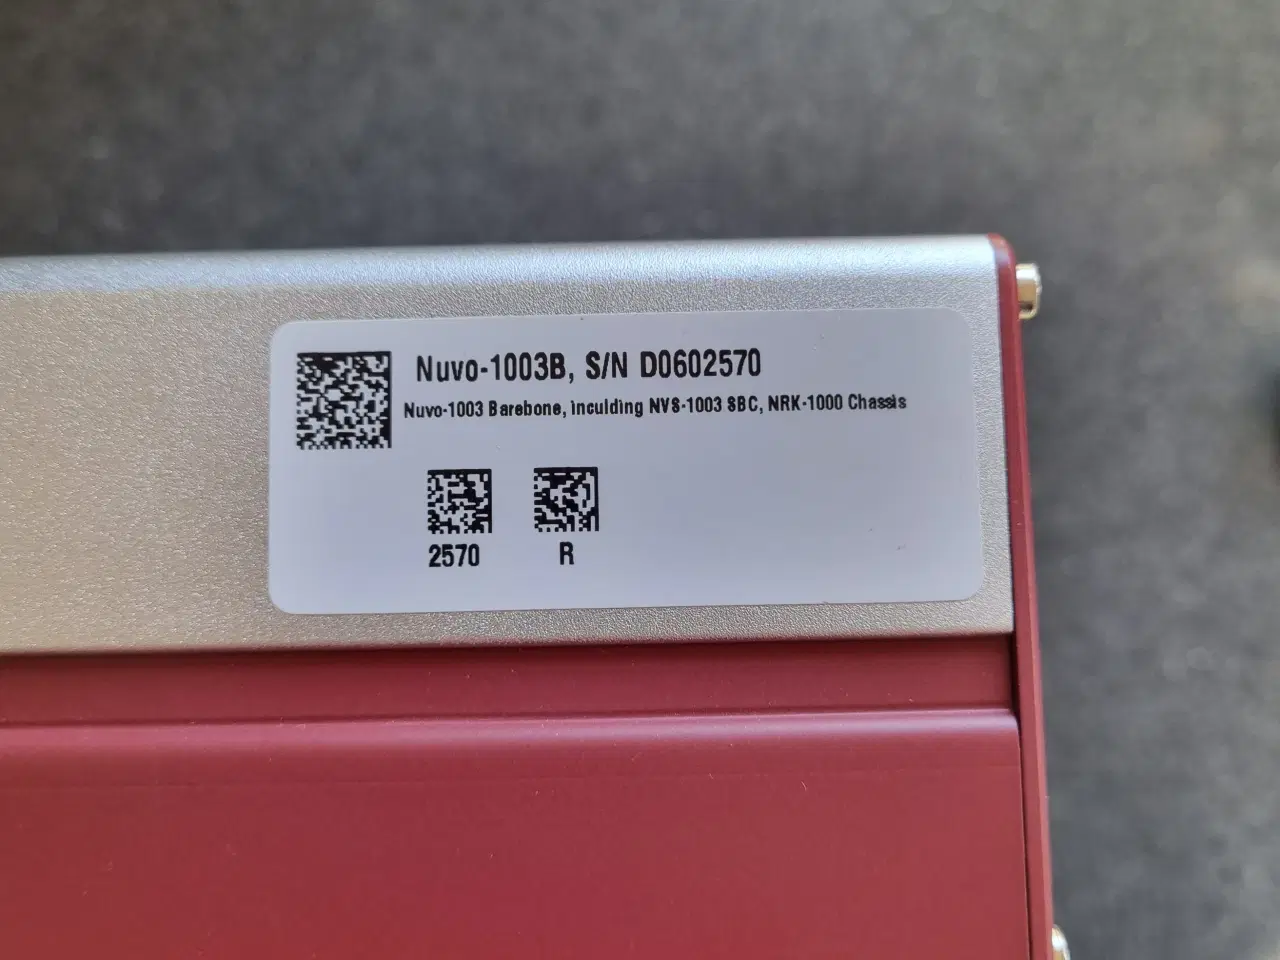 Nuvo-1003B, S/N D0602570
Nuvo-1003 Barebone, inculding NVS-1003 SBC, NRK-1000 Chassis
2570
R